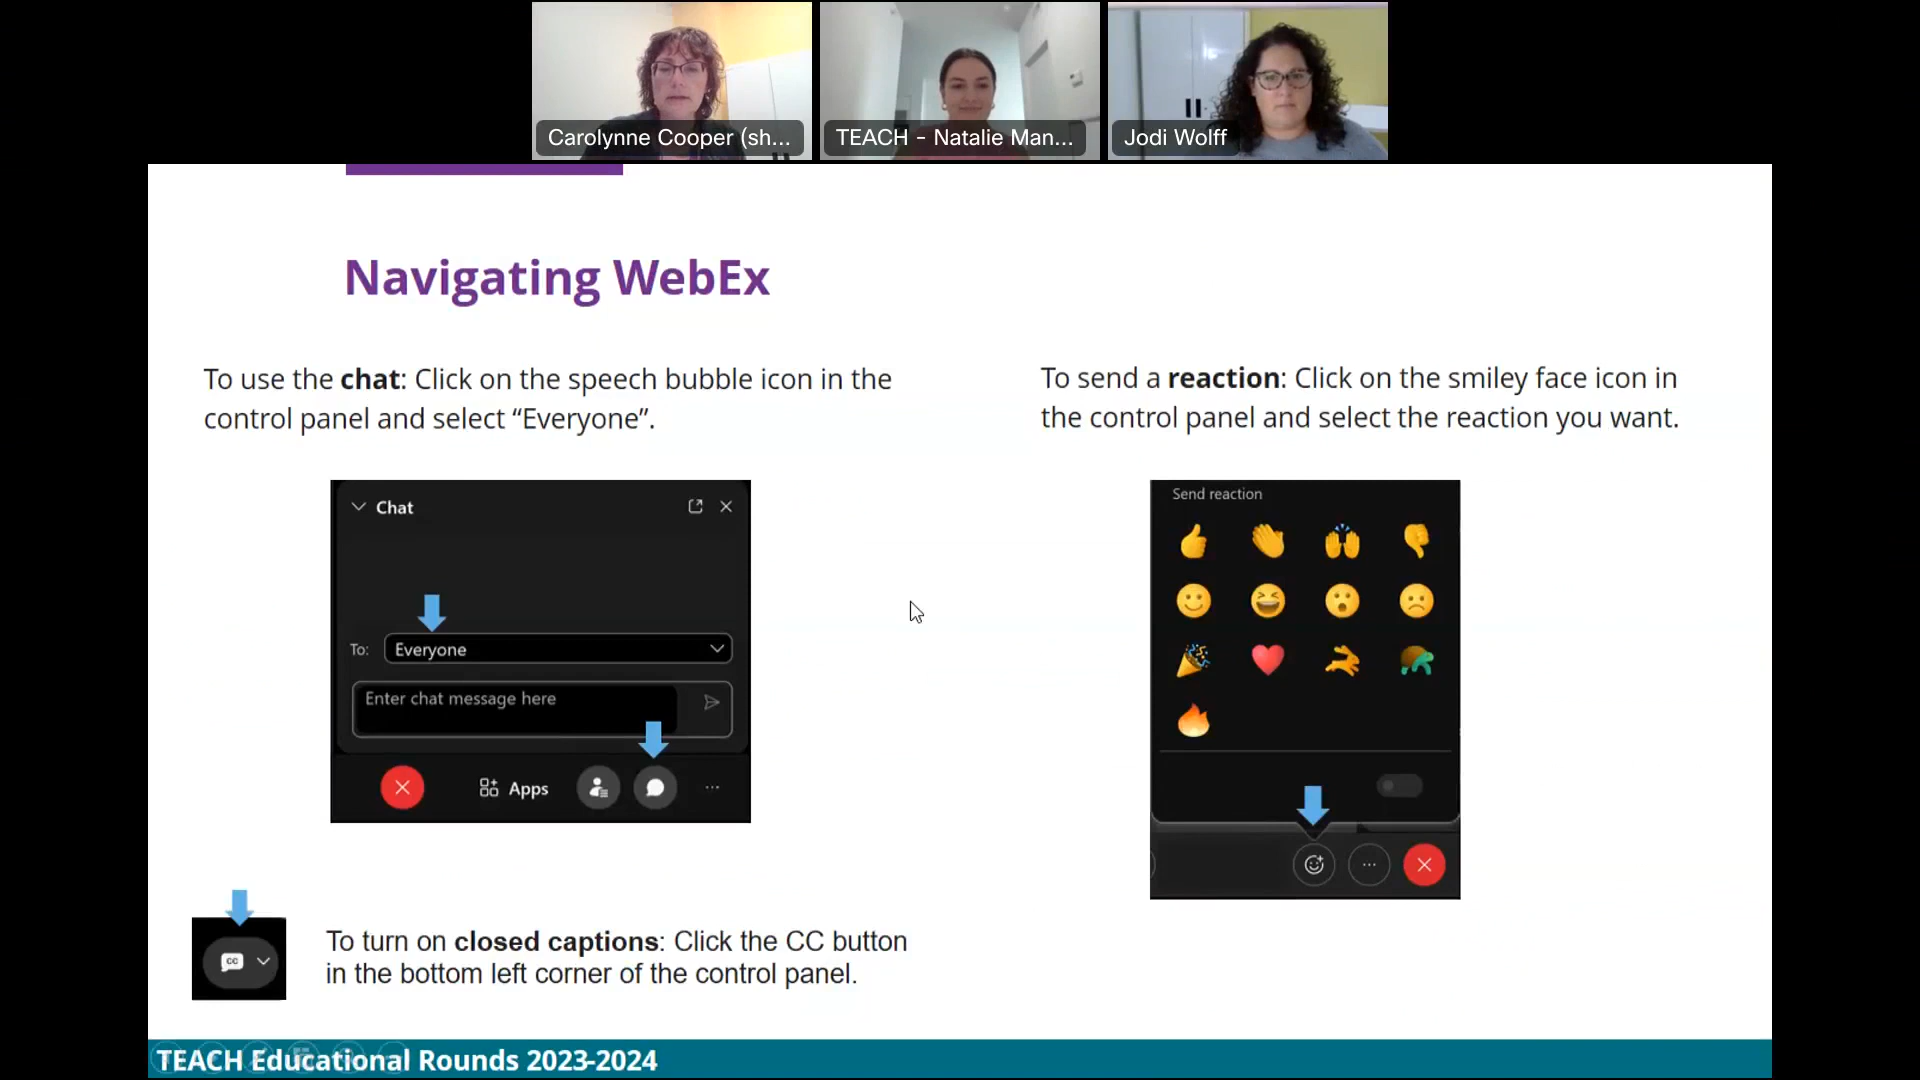 Carolynne Cooper (sh...
TEACH - Natalie Man...
Jodi Wolff
Navigating WebEx
To use the chat: Click on the speech bubble icon in the
control panel and select “Everyone”.
To send a reaction: Click on the smiley face icon in
the control panel and select the reaction you want.
Chat
To: Everyone
Enter chat message here
Apps
Send reaction
CC
To turn on closed captions: Click the CC button
in the bottom left corner of the control panel.
TEACH Educational Rounds 2023-2024